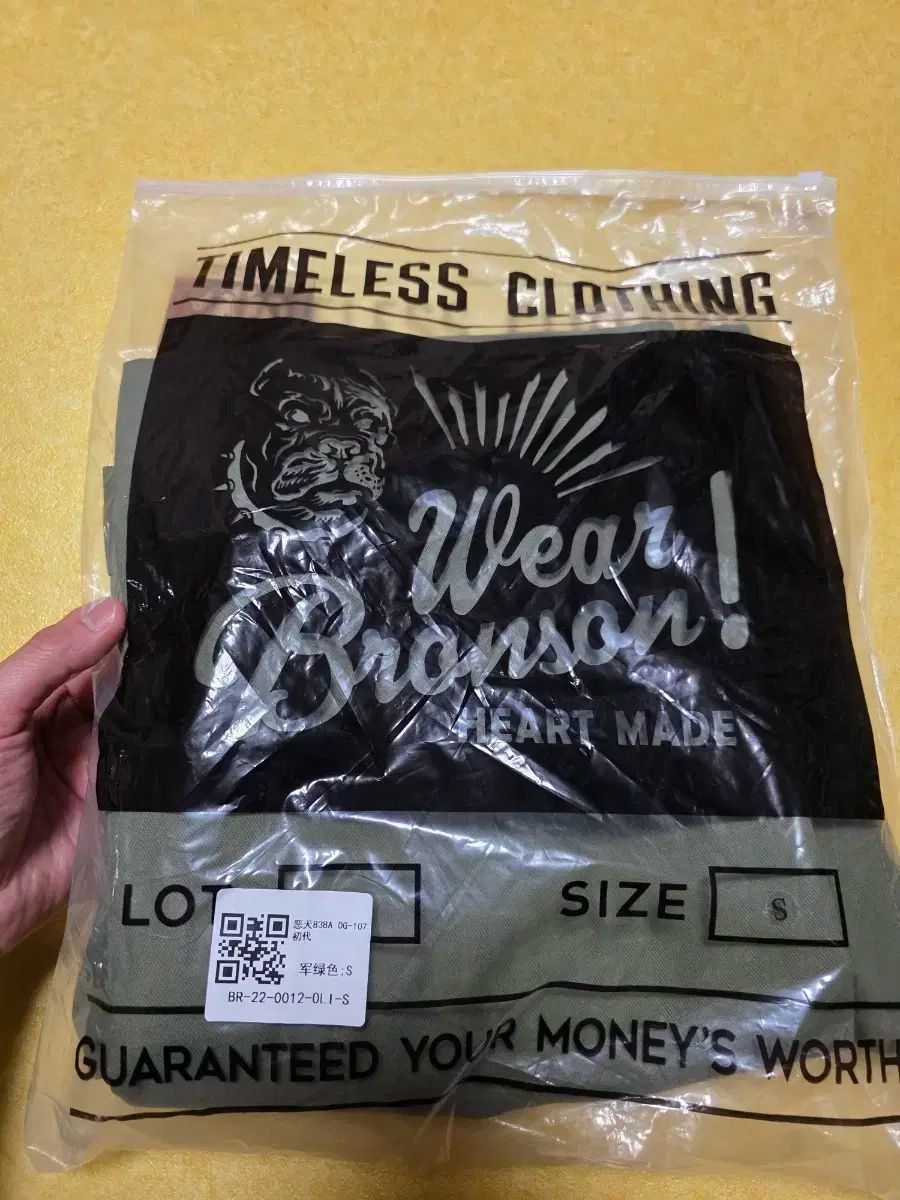 TIMELESS CLOTHING
Wear
Bronson!
HEART MADE
LOT
SIZE
S
恶犬838A OG-107
初代
军绿色;S
BR-22-0012-OLI-S
GUARANTEED YOUR MONEY'S WORTH